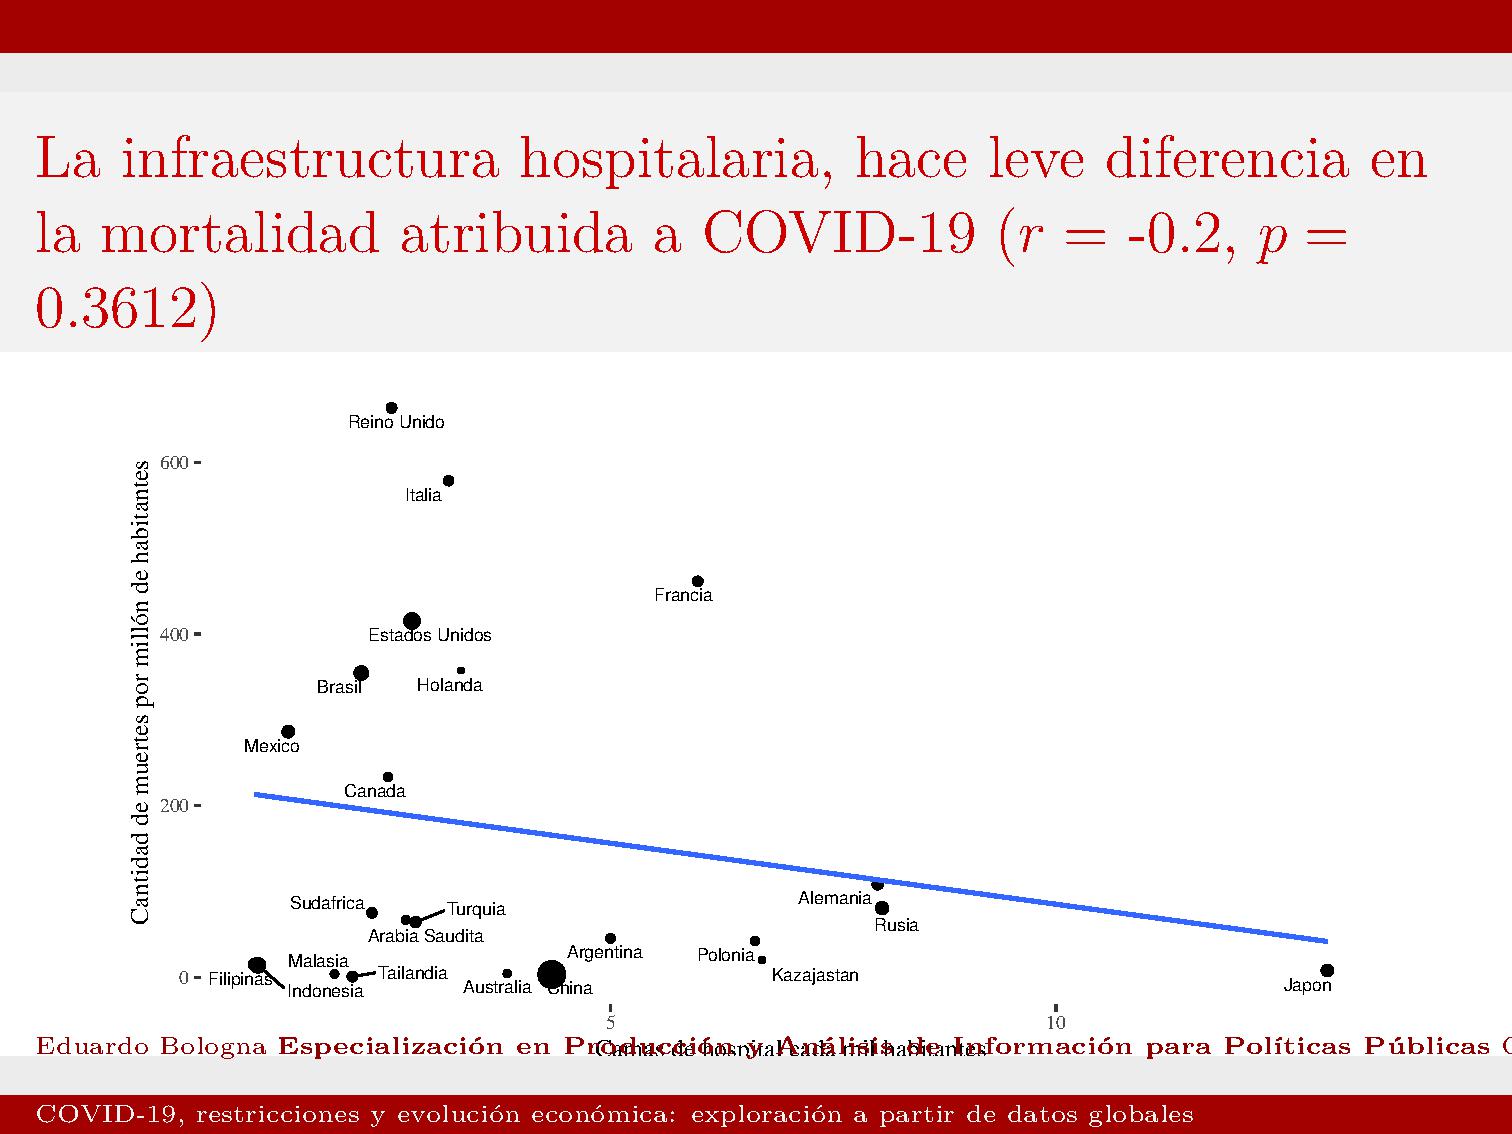 La infraestructura hospitalaria, hace leve diferencia en
la mortalidad atribuida a COVID-19 (r = -0.2, p =
0.3612)
Reino Unido
600
Italia
Francia
400
Estados Unidos
Brasil
Holanda
Mexico
Canada
200
Cantidad de muertes por millón de habitantes
Alemania
Sudafrica
Turquia
Rusia
Arabia Saudita
Argentina
Polonia
Malasia
Tailandia
Kazajastan
0
Filipinas
Indonesia
Australia
China
Japon
5
10
Camas de hospital cada mil habitantes
Eduardo Bologna Especialización en Producción y Análisis de Información para Políticas Públicas
COVID-19, restricciones y evolución económica: exploración a partir de datos globales